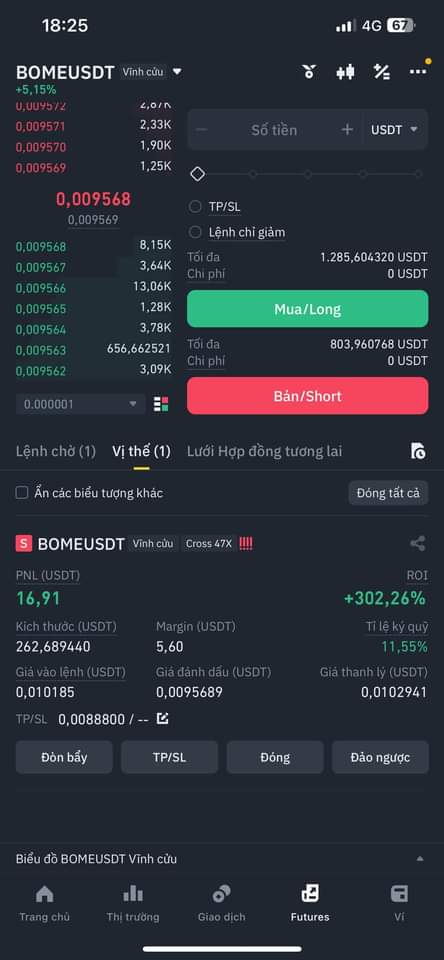 18:25
4G 67
BOMEUSDT Vĩnh cửu
+5,15%
0,009572 2,87K
0,009571 2,33K
0,009570 1,90K
0,009569 1,25K
0,009568
0,009569
0,009568 8,15K
0,009567 3,64K
0,009566 13,06K
0,009565 1,28K
0,009564 3,78K
0,009563 656,662521
0,009562 3,09K
0.000001
Số tiền USDT
TP/SL
Lệnh chỉ giảm
Tối đa 1.285,604320 USDT
Chi phí 0 USDT
Mua/Long
Tối đa 803,960768 USDT
Chi phí 0 USDT
Bán/Short
Lệnh chờ (1) Vị thế (1) Lưới Hợp đồng tương lai
Ẩn các biểu tượng khác Đóng tất cả
S BOMEUSDT Vĩnh cửu Cross 47X !!!!
PNL (USDT) ROI
16,91 +302,26%
Kích thước (USDT) Margin (USDT) Tỉ lệ ký quỹ
262,689440 5,60 11,55%
Giá vào lệnh (USDT) Giá đánh dấu (USDT) Giá thanh lý (USDT)
0,010185 0,0095689 0,0102941
TP/SL 0,0088800 / --
Đòn bẩy TP/SL Đóng Đảo ngược
Biểu đồ BOMEUSDT Vĩnh cửu
Trang chủ Thị trường Giao dịch Futures Ví